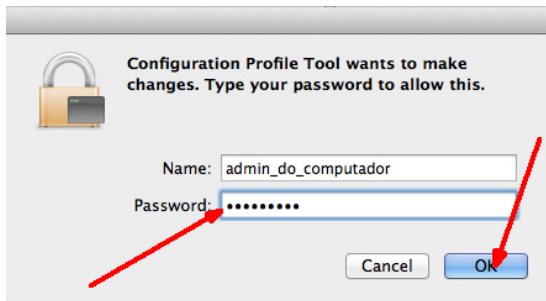 Configuration Profile Tool wants to make
changes. Type your password to allow this.
Name: admin_do_computador
Password: •••••••••
Cancel OK